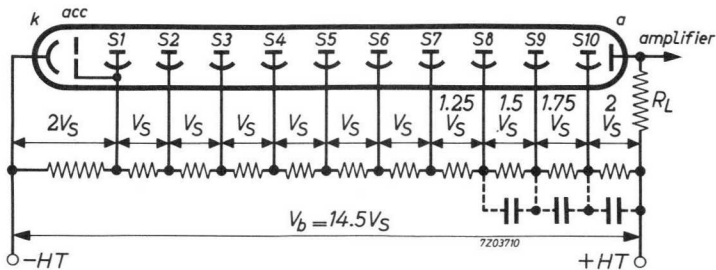 k acc S1 S2 S3 S4 S5 S6 S7 S8 S9 S10 a amplifier
1.25 1.5 1.75 2 R_L
2V_S V_S V_S V_S V_S V_S V_S V_S V_S V_S V_S
V_b = 14.5V_S
7Z03710
-HT +HT